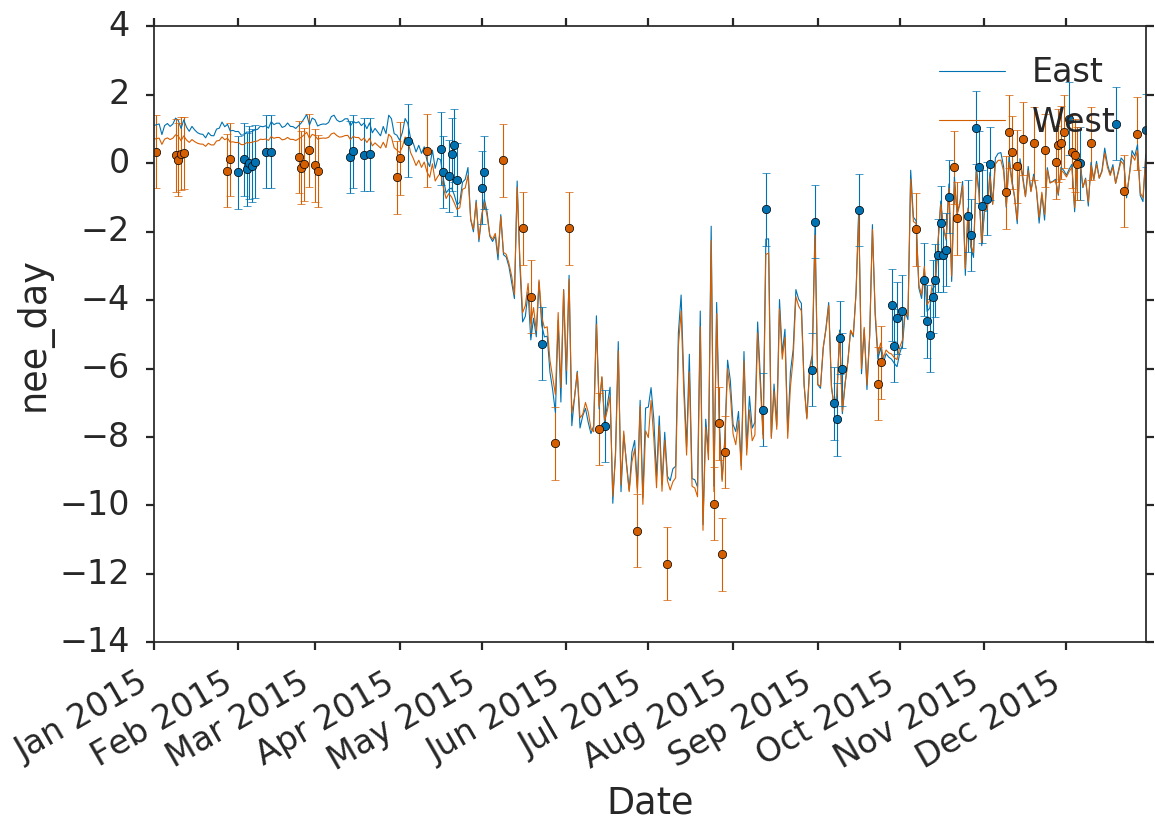 4
2
0
−2
−4
−6
−8
−10
−12
−14
nee_day
East
West
Jan 2015
Feb 2015
Mar 2015
Apr 2015
May 2015
Jun 2015
Jul 2015
Aug 2015
Sep 2015
Oct 2015
Nov 2015
Dec 2015
Date